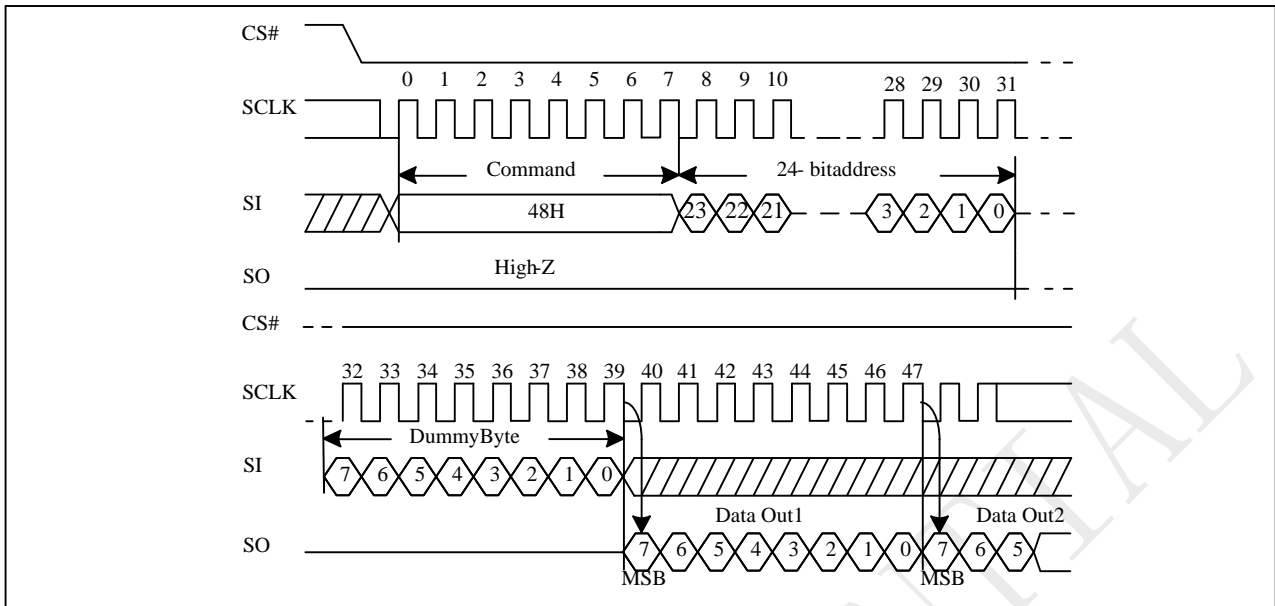 CS#
0 1 2 3 4 5 6 7 8 9 10 28 29 30 31
SCLK
Command 24- bitaddress
SI 48H 23 22 21 3 2 1 0
High-Z
SO
CS#
32 33 34 35 36 37 38 39 40 41 42 43 44 45 46 47
SCLK
DummyByte
SI 7 6 5 4 3 2 1 0
Data Out1 Data Out2
SO 7 6 5 4 3 2 1 0 7 6 5
MSB MSB